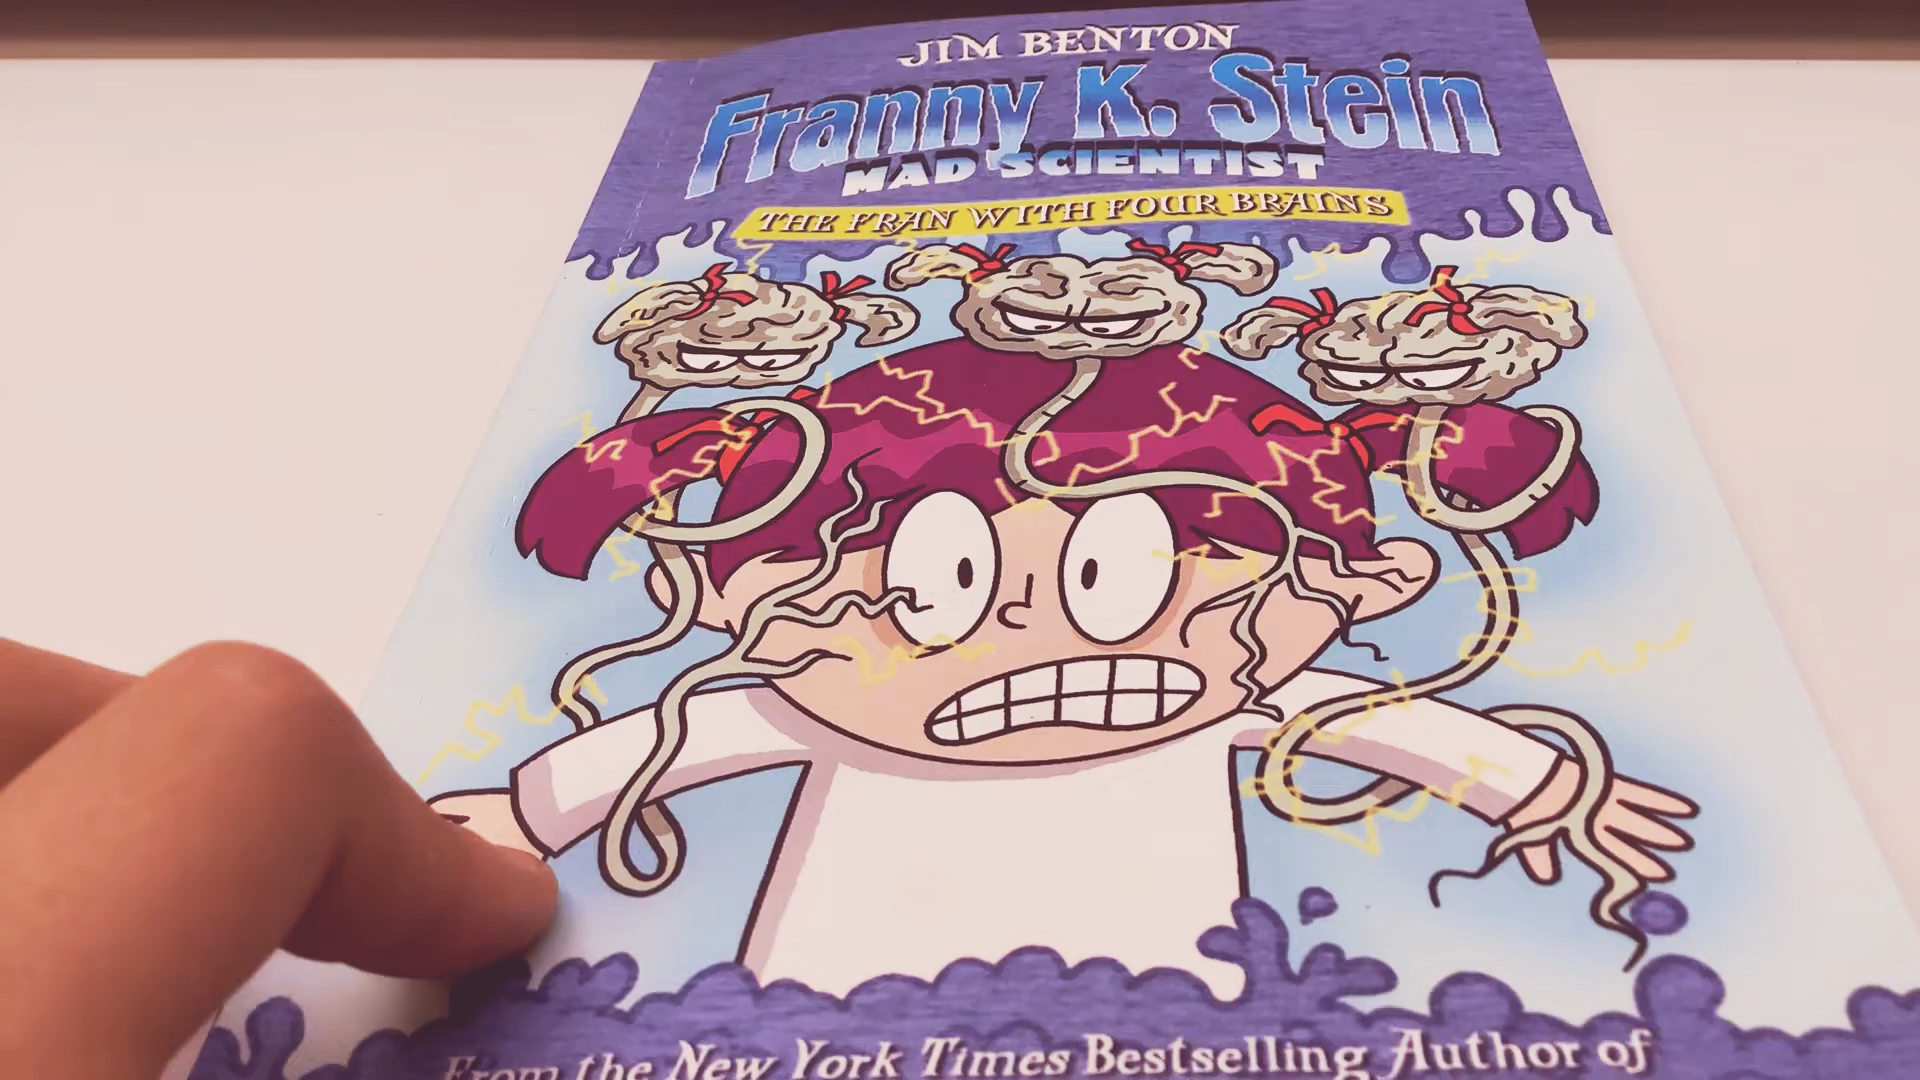 JIM BENTON
Franny K. Stein
MAD SCIENTIST
THE FRAN WITH FOUR BRAINS
From the New York Times Bestselling Author of